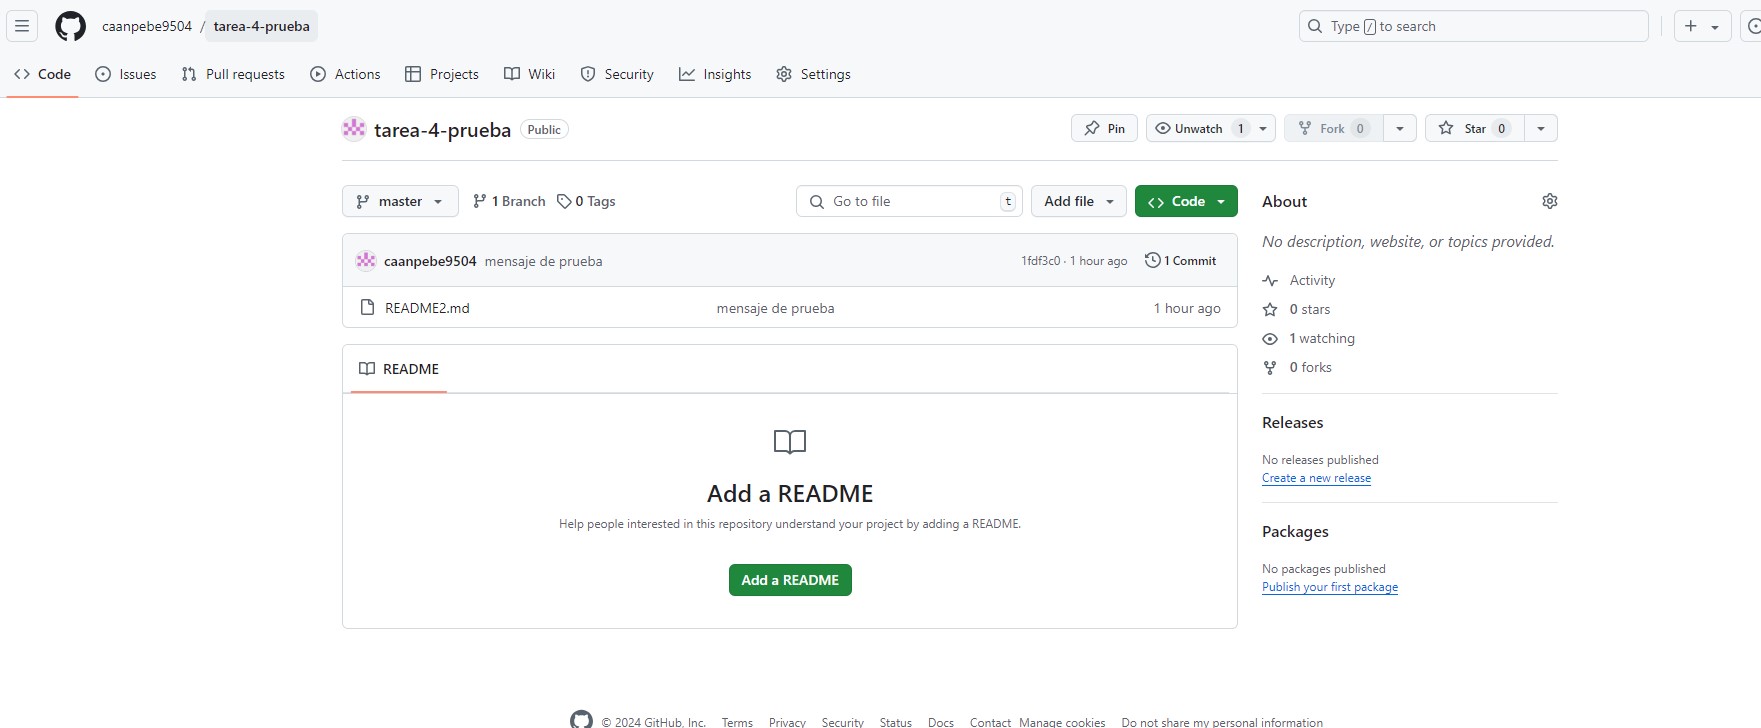 caanpebe9504 / tarea-4-prueba
Type / to search
Code Issues Pull requests Actions Projects Wiki Security Insights Settings
tarea-4-prueba Public
Pin Unwatch 1 Fork 0 Star 0
master 1 Branch 0 Tags
Go to file t Add file Code
caanpebe9504 mensaje de prueba 1fdf3c0 · 1 hour ago 1 Commit
README2.md mensaje de prueba 1 hour ago
README
Add a README
Help people interested in this repository understand your project by adding a README.
Add a README
About
No description, website, or topics provided.
Activity
0 stars
1 watching
0 forks
Releases
No releases published
Create a new release
Packages
No packages published
Publish your first package
© 2024 GitHub, Inc. Terms Privacy Security Status Docs Contact Manage cookies Do not share my personal information